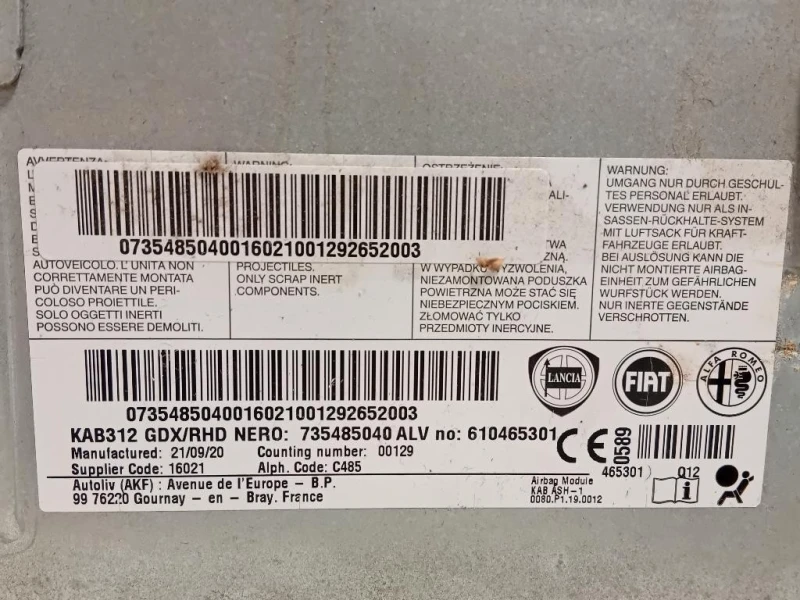 AVVERTENZA:
WARNING:
OSTRZEŻENIE
ALI-
0735485040016021001292652003
AUTOVEICOLO. L'UNITA NON
CORRETTAMENTE MONTATA
PUÒ DIVENTARE UN PERI-
COLOSO PROIETTILE.
SOLO OGGETTI INERTI
POSSONO ESSERE DEMOLITI.
PROJECTILES.
ONLY SCRAP INERT
COMPONENTS.
W WYPADKU WYZWOLENIA,
NIEZAMONTOWANA PODUSZKA
POWIETRZNA MOŻE STAĆ SIĘ
NIEBEZPIECZNYM POCISKIEM.
ZŁOMOWAĆ TYLKO
PRZEDMIOTY INERCYJNE.
WARNUNG:
UMGANG NUR DURCH GESCHUL-
TES PERSONAL ERLAUBT.
VERWENDUNG NUR ALS IN-
SASSEN-RÜCKHALTE-SYSTEM
MIT LUFTSACK FÜR KRAFT-
FAHRZEUGE ERLAUBT.
BEI AUSLÖSUNG KANN DIE
NICHT MONTIERTE AIRBAG-
EINHEIT ZUM GEFÄHRLICHEN
WURFSTÜCK WERDEN.
NUR INERTE GEGENSTÄNDE
VERSCHROTTEN.
0735485040016021001292652003
LANCIA
FIAT
ALFA ROMEO
KAB312 GDX/RHD NERO: 735485040 ALV no: 610465301
Manufactured: 21/09/20 Counting number: 00129
Supplier Code: 16021 Alph. Code: C485
Autoliv (AKF) : Avenue de l'Europe - B.P.
99 76220 Gournay - en - Bray. France
Airbag Module
KAB ASH-1
0080.P1.19.0012
CE
0589
465301 Q12
i